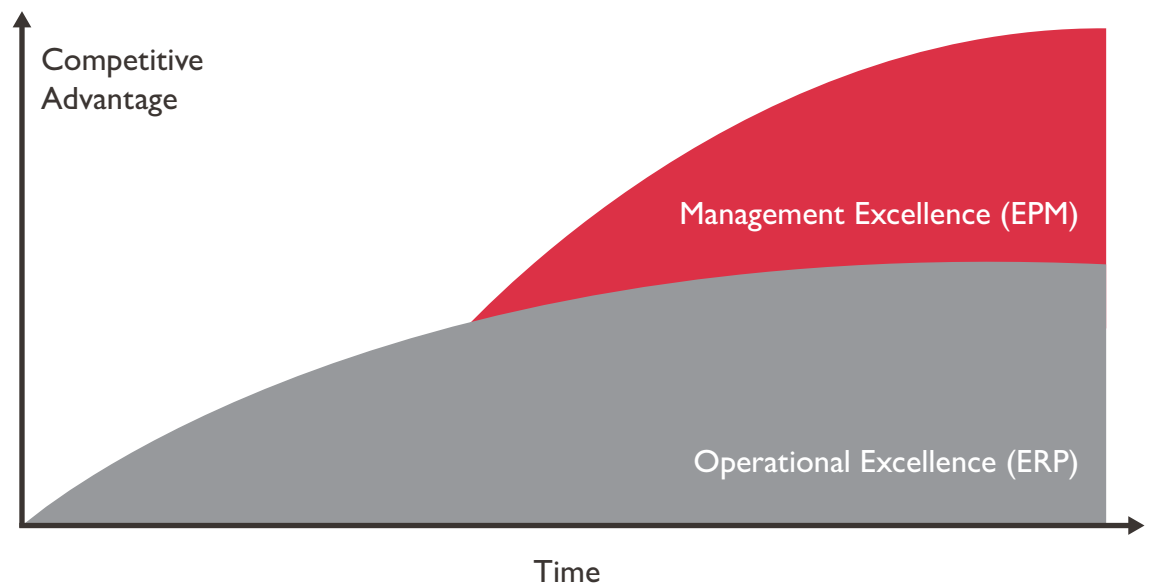 Competitive
Advantage
Management Excellence (EPM)
Operational Excellence (ERP)
Time